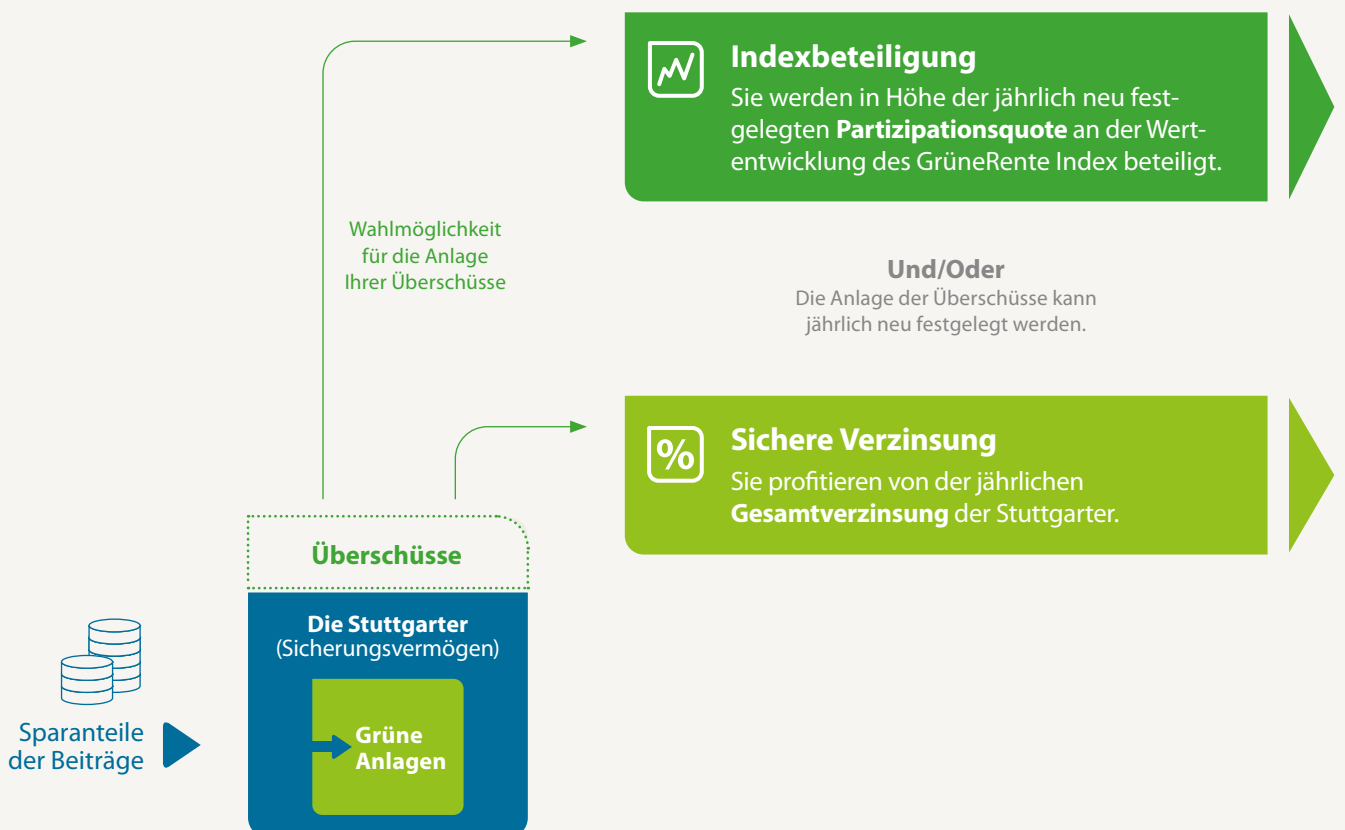 Indexbeteiligung
Sie werden in Höhe der jährlich neu fest-
gelegten Partizipationsquote an der Wert-
entwicklung des GrüneRente Index beteiligt.
Wahlmöglichkeit
für die Anlage
Ihrer Überschüsse
Und/Oder
Die Anlage der Überschüsse kann
jährlich neu festgelegt werden.
%
Sichere Verzinsung
Sie profitieren von der jährlichen
Gesamtverzinsung der Stuttgarter.
Überschüsse
Die Stuttgarter
(Sicherungsvermögen)
Sparanteile
der Beiträge
Grüne
Anlagen